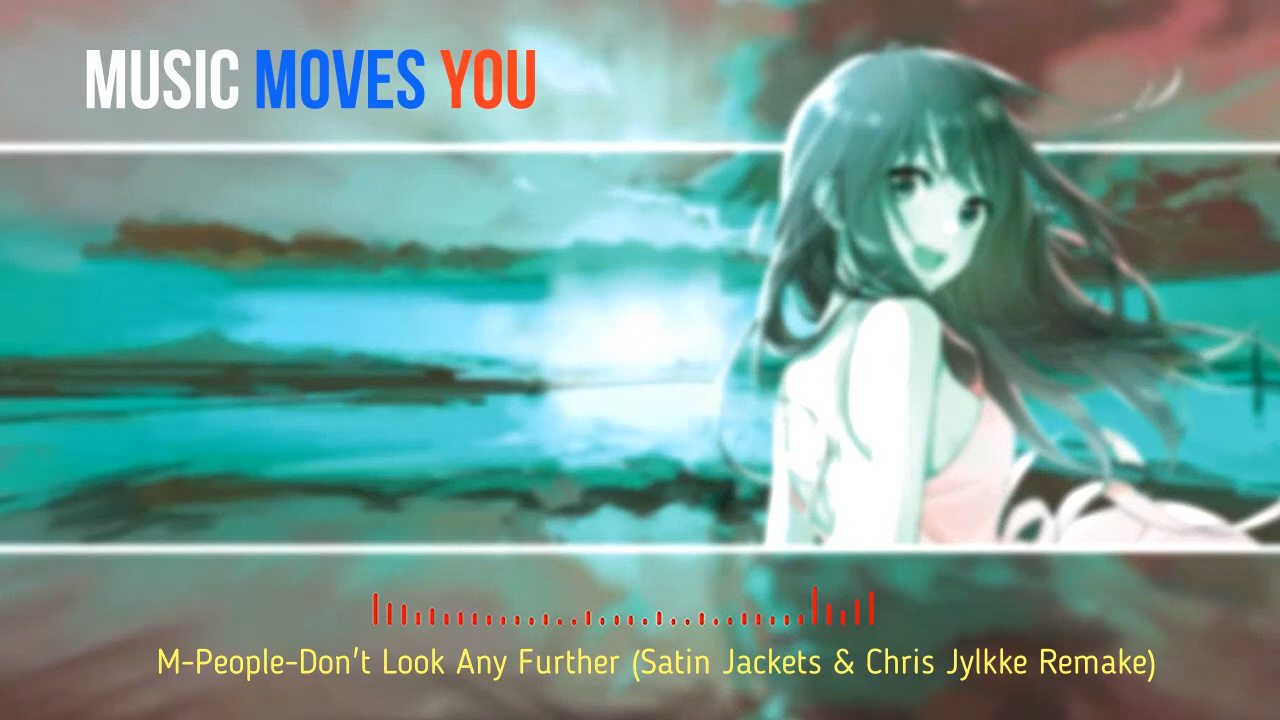 MUSIC MOVES YOU
M-People-Don't Look Any Further (Satin Jackets & Chris Jylkke Remake)